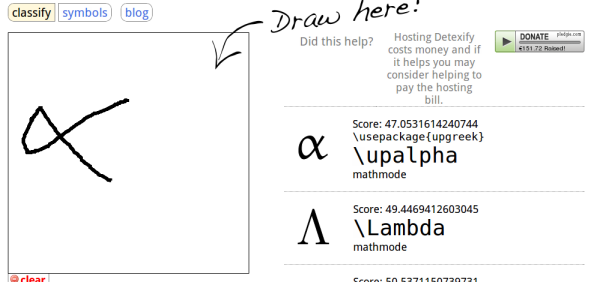 classify symbols blog
Draw here!
Did this help?
Hosting Detexify
costs money and if
it helps you may
consider helping to
pay the hosting
bill.
DONATE pledgie.com
€151.72 Raised!
α
Score: 47.0531614240744
\usepackage{upgreek}
\upalpha
mathmode
Λ
Score: 49.4469412603045
\Lambda
mathmode
clear
Score: 50.5371150739731